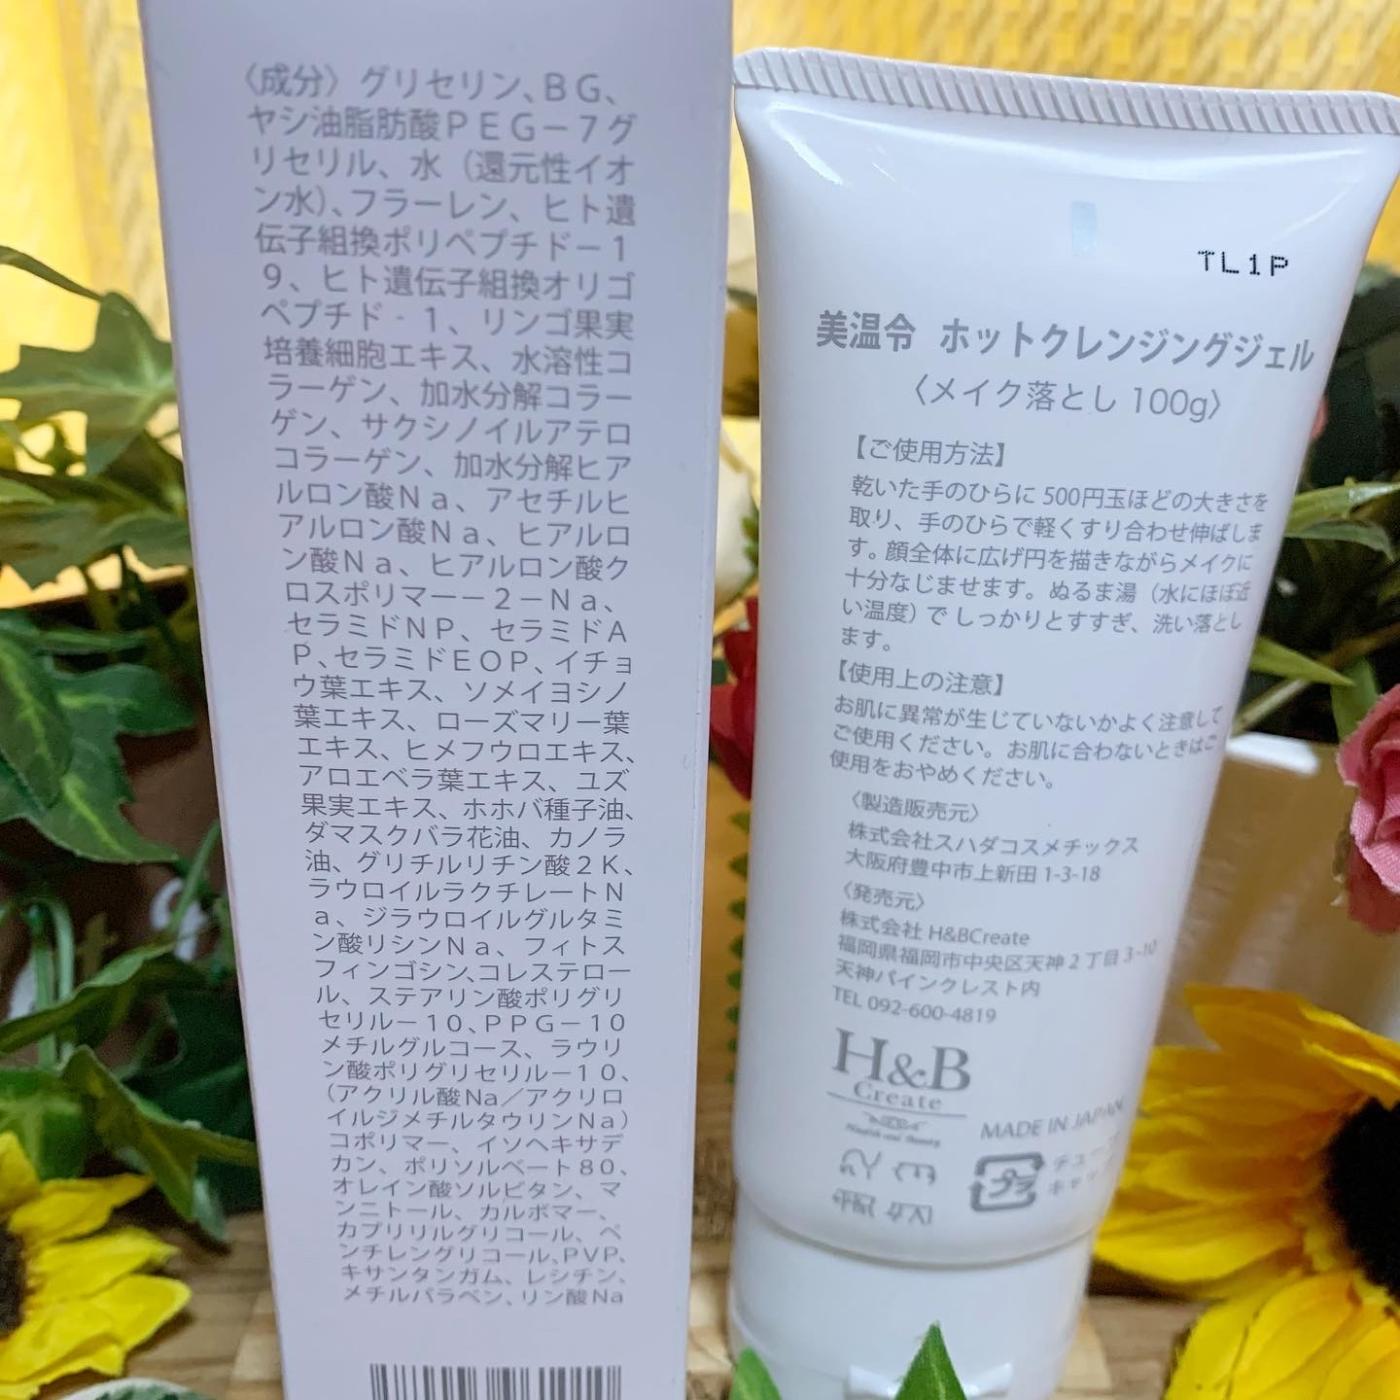 〈成分〉グリセリン、BG、
ヤシ油脂肪酸PEG－7グ
リセリル、水（還元性イオ
ン水）、フラーレン、ヒト遺
伝子組換ポリペプチド－1
9、ヒト遺伝子組換オリゴ
ペプチド‐1、リンゴ果実
培養細胞エキス、水溶性コ
ラーゲン、加水分解コラー
ゲン、サクシノイルアテロ
コラーゲン、加水分解ヒア
ルロン酸Na、アセチルヒ
アルロン酸Na、ヒアルロ
ン酸Na、ヒアルロン酸ク
ロスポリマー－2－Na、
セラミドNP、セラミドA
P、セラミドEOP、イチョ
ウ葉エキス、ソメイヨシノ
葉エキス、ローズマリー葉
エキス、ヒメフウロエキス、
アロエベラ葉エキス、ユズ
果実エキス、ホホバ種子油、
ダマスクバラ花油、カノラ
油、グリチルリチン酸2K、
ラウロイルラクチレートN
a、ジラウロイルグルタミ
ン酸リシンNa、フィトス
フィンゴシン、コレステロー
ル、ステアリン酸ポリグリ
セリル－10、PPG－10
メチルグルコース、ラウリ
ン酸ポリグリセリル－10、
（アクリル酸Na／アクリロ
イルジメチルタウリンNa）
コポリマー、イソヘキサデ
カン、ポリソルベート80、
オレイン酸ソルビタン、マ
ンニトール、カルボマー、
カプリリルグリコール、ペ
ンチレングリコール、PVP、
キサンタンガム、レシチン、
メチルパラベン、リン酸Na
TL1P
美温令 ホットクレンジングジェル
〈メイク落とし 100g〉
【ご使用方法】
乾いた手のひらに 500円玉ほどの大きさを
取り、手のひらで軽くすり合わせ伸ばしま
す。顔全体に広げ円を描きながらメイクに
十分なじませます。ぬるま湯（水にほぼ近
い温度）でしっかりとすすぎ、洗い落とし
ます。
【使用上の注意】
お肌に異常が生じていないかよく注意して
ご使用ください。お肌に合わないときはご
使用をおやめください。
〈製造販売元〉
株式会社スハダコスメチックス
大阪府豊中市上新田 1-3-18
〈発売元〉
株式会社 H&BCreate
福岡県福岡市中央区天神 2 丁目 3-10
天神パインクレスト内
TEL 092-600-4819
H&B
Create
MADE IN JAPAN
プラ
チューブ
キャップ